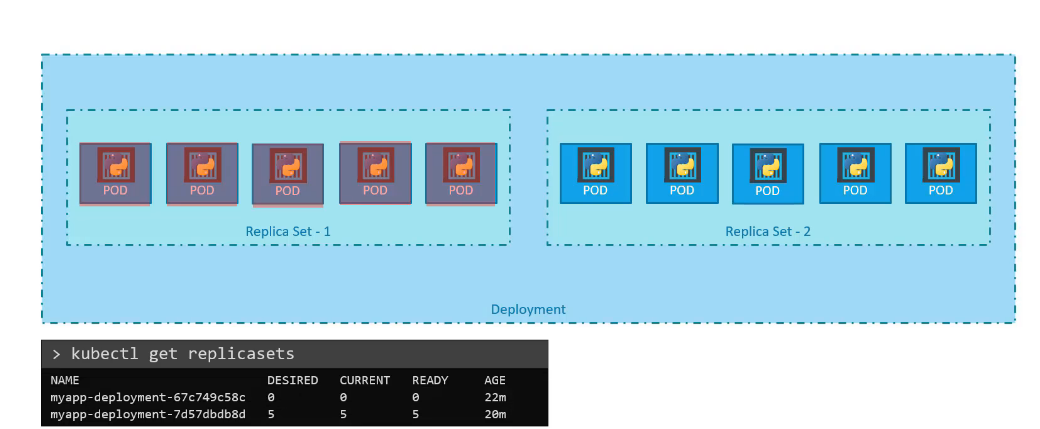 POD POD POD POD POD POD POD POD POD POD
Replica Set - 1 Replica Set - 2
Deployment
> kubectl get replicasets
NAME DESIRED CURRENT READY AGE
myapp-deployment-67c749c58c 0 0 0 22m
myapp-deployment-7d57dbdb8d 5 5 5 20m